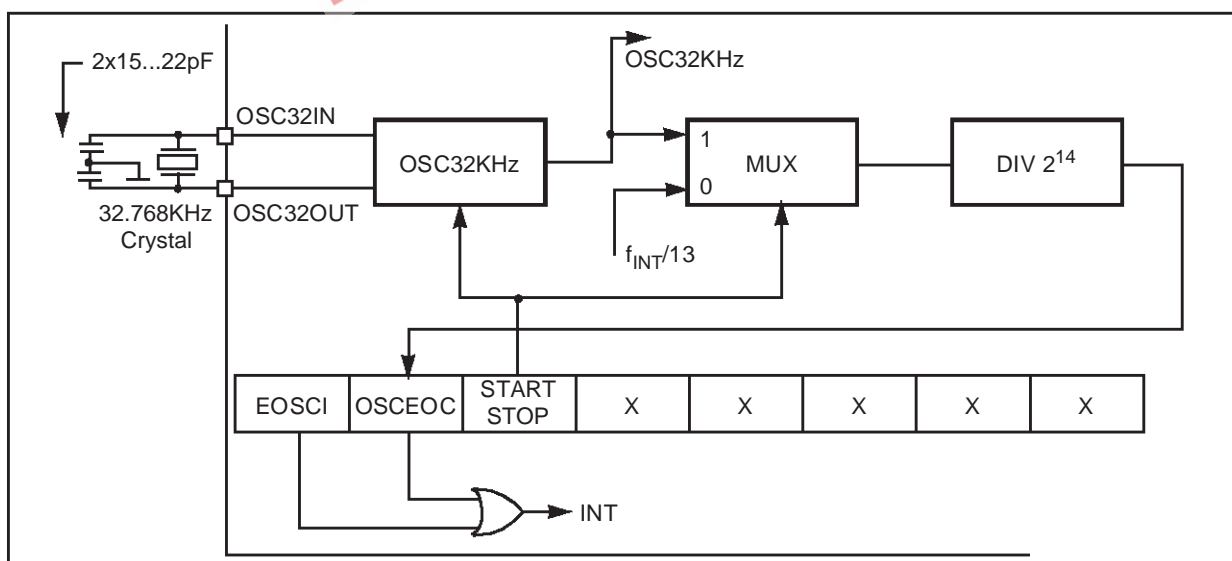 2x15...22pF
OSC32KHz
OSC32IN
OSC32KHz
1
MUX
0
DIV 2¹⁴
32.768KHz
Crystal
OSC32OUT
fINT/13
EOSCI
OSCEOC
START
STOP
X
X
X
X
X
INT